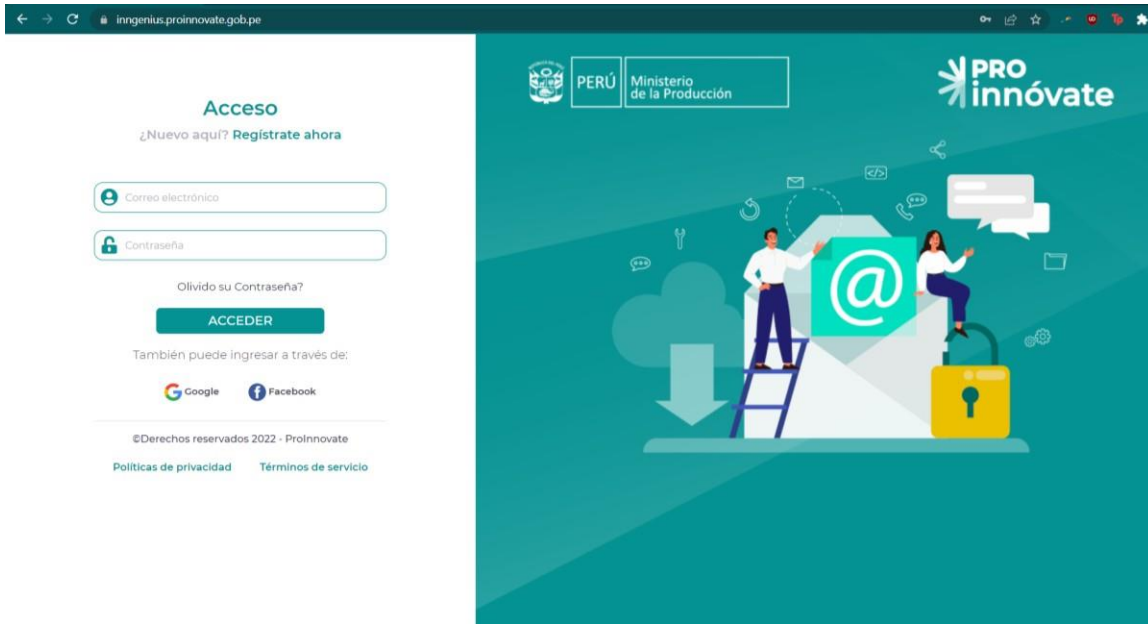 inngenius.proinnovate.gob.pe
Acceso
¿Nuevo aquí? Regístrate ahora
Correo electrónico
Contraseña
Olvido su Contraseña?
ACCEDER
También puede ingresar a través de:
Google Facebook
©Derechos reservados 2022 - ProInnovate
Políticas de privacidad Términos de servicio
PERÚ
Ministerio
de la Producción
PRO
innóvate
@